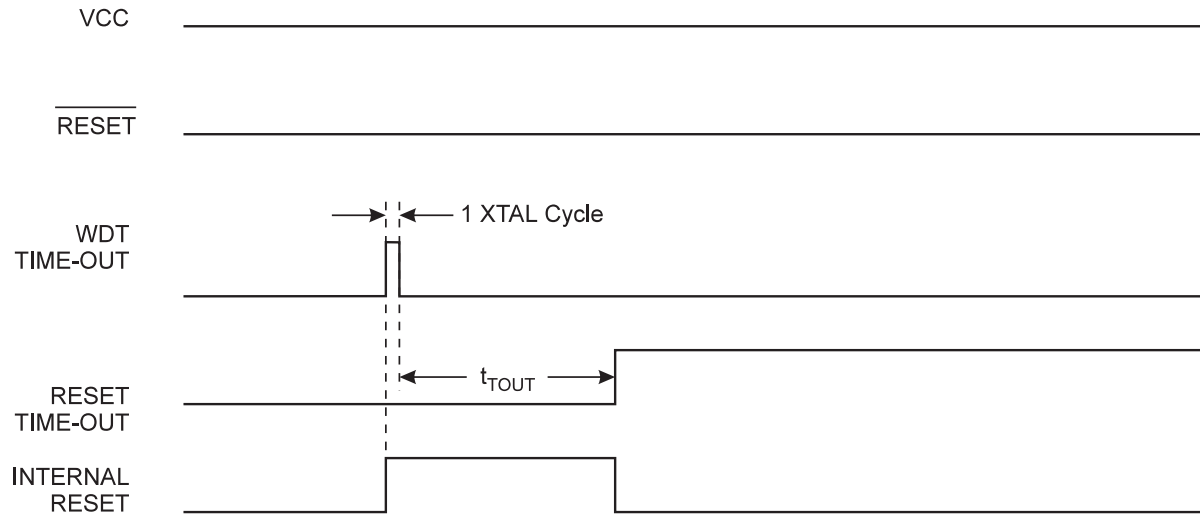 VCC
RESET
1 XTAL Cycle
WDT
TIME-OUT
tTOUT
RESET
TIME-OUT
INTERNAL
RESET